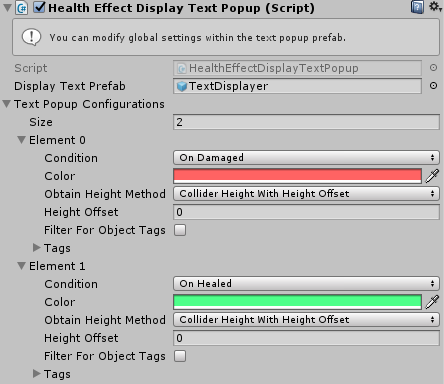 Health Effect Display Text Popup (Script)
You can modify global settings within the text popup prefab.
Script HealthEffectDisplayTextPopup
Display Text Prefab TextDisplayer
Text Popup Configurations
Size 2
Element 0
Condition On Damaged
Color
Obtain Height Method Collider Height With Height Offset
Height Offset 0
Filter For Object Tags
Tags
Element 1
Condition On Healed
Color
Obtain Height Method Collider Height With Height Offset
Height Offset 0
Filter For Object Tags
Tags